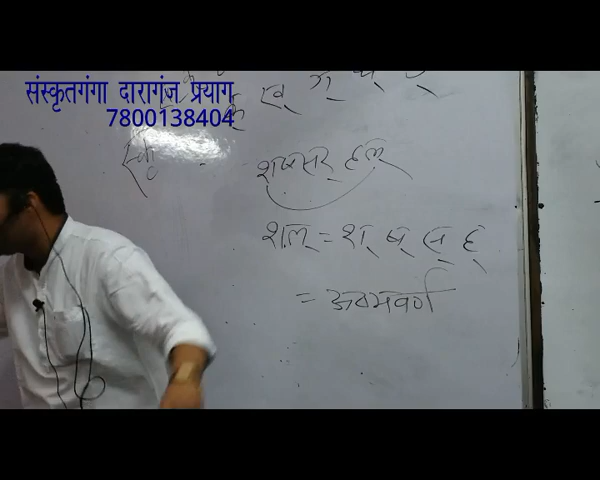 संस्कृतगंगा दारागंज प्रयाग
7800138404
शषसर् हल्
शल् = श् ष् स् ह्
= ऊष्मवर्ण